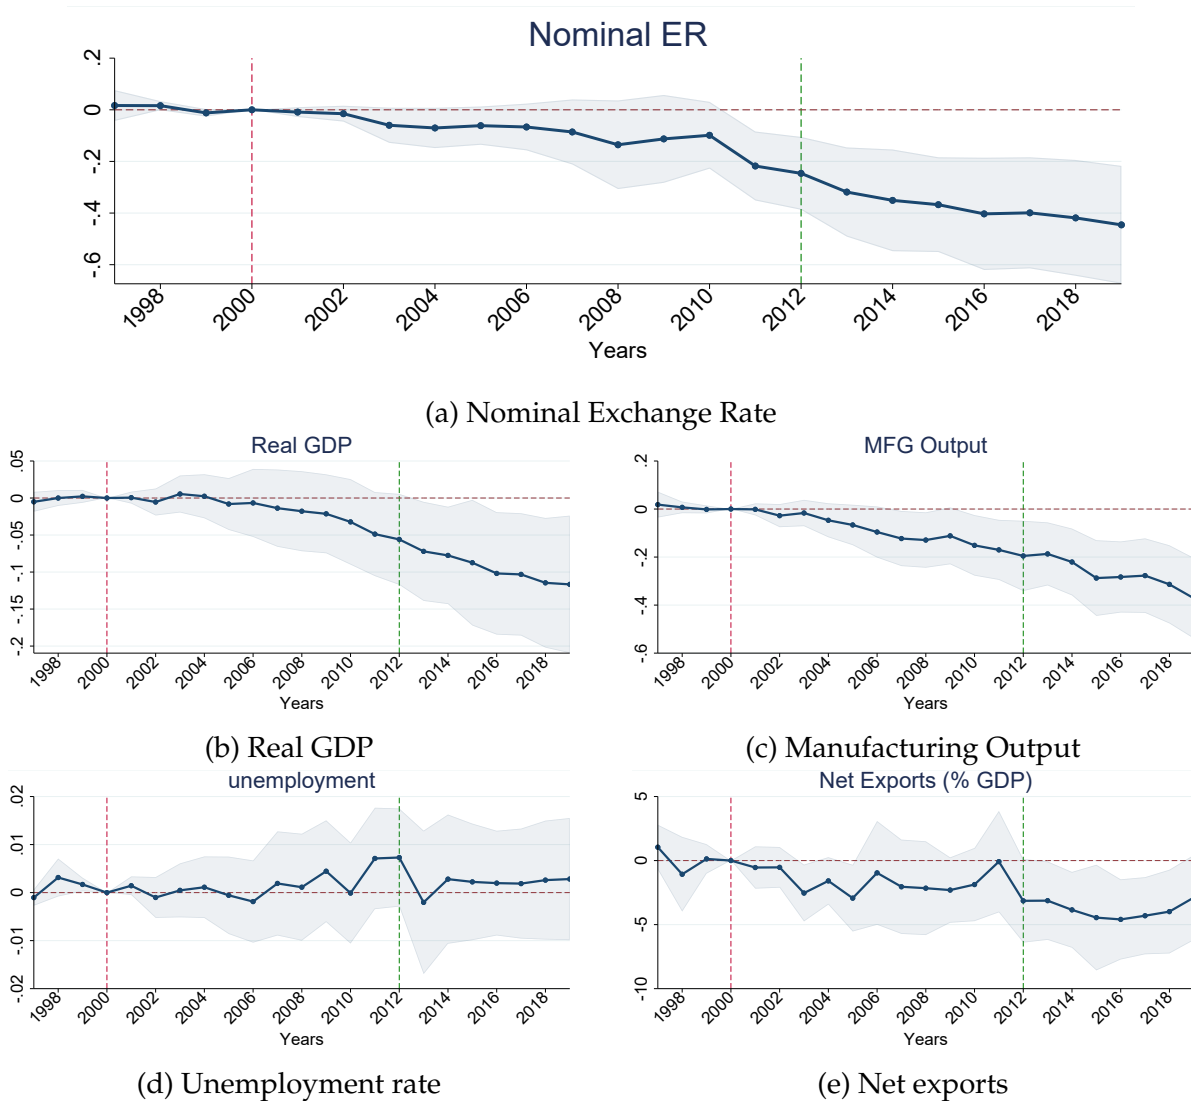 Nominal ER
.2
0
-.2
-.4
-.6
1998 2000 2002 2004 2006 2008 2010 2012 2014 2016 2018
Years
(a) Nominal Exchange Rate
Real GDP
.05
0
-.05
-.1
-.15
-.2
1998 2000 2002 2004 2006 2008 2010 2012 2014 2016 2018
Years
(b) Real GDP
MFG Output
.2
0
-.2
-.4
-.6
1998 2000 2002 2004 2006 2008 2010 2012 2014 2016 2018
Years
(c) Manufacturing Output
unemployment
.02
.01
0
-.01
-.02
1998 2000 2002 2004 2006 2008 2010 2012 2014 2016 2018
Years
(d) Unemployment rate
Net Exports (% GDP)
5
0
-5
-10
1998 2000 2002 2004 2006 2008 2010 2012 2014 2016 2018
Years
(e) Net exports